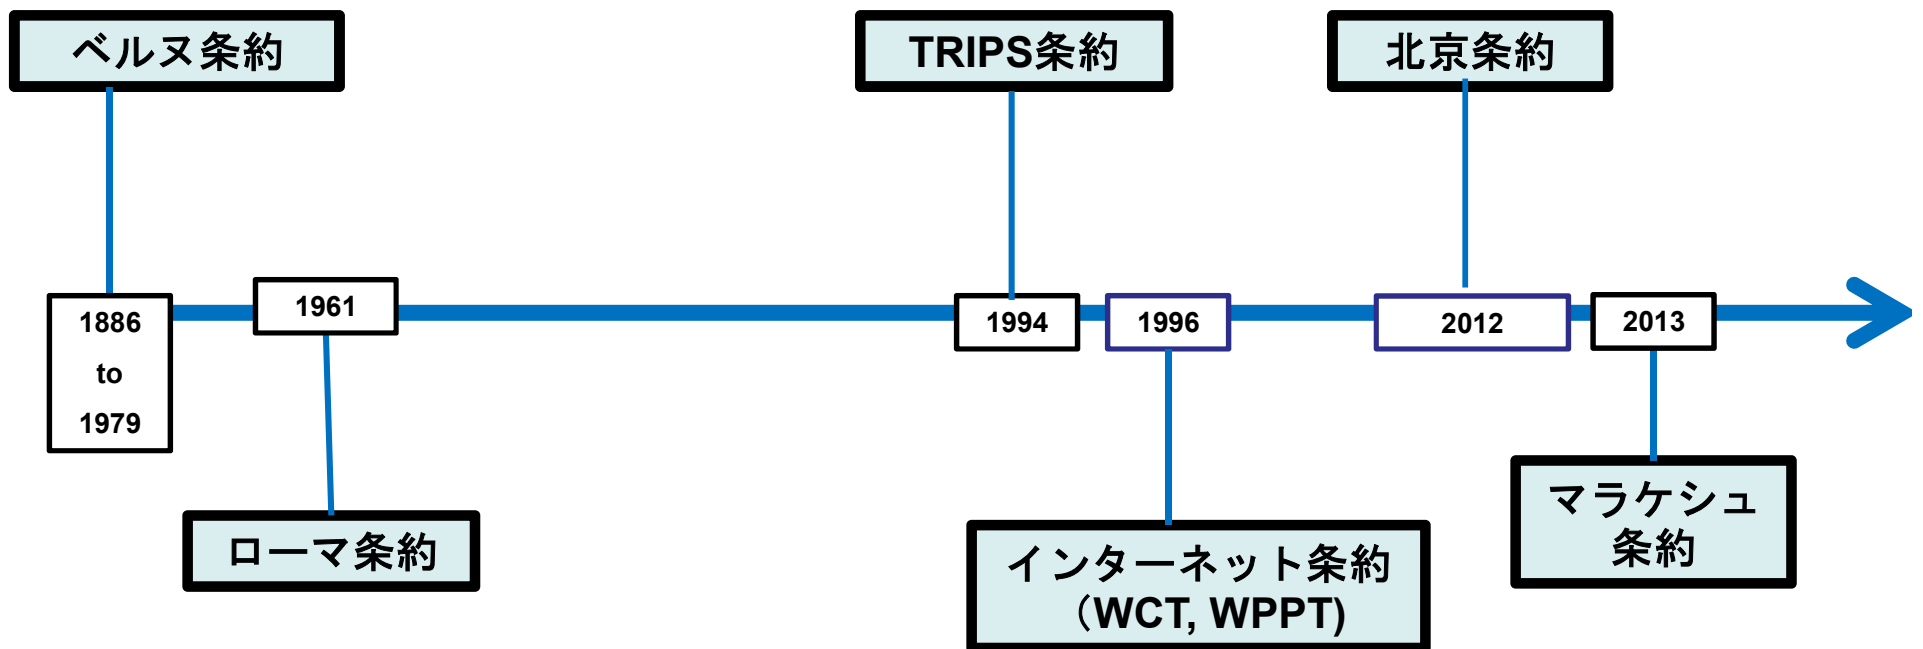 ベルヌ条約
TRIPS条約
北京条約
1886
to
1979
1961
1994
1996
2012
2013
ローマ条約
インターネット条約
（WCT, WPPT)
マラケシュ
条約